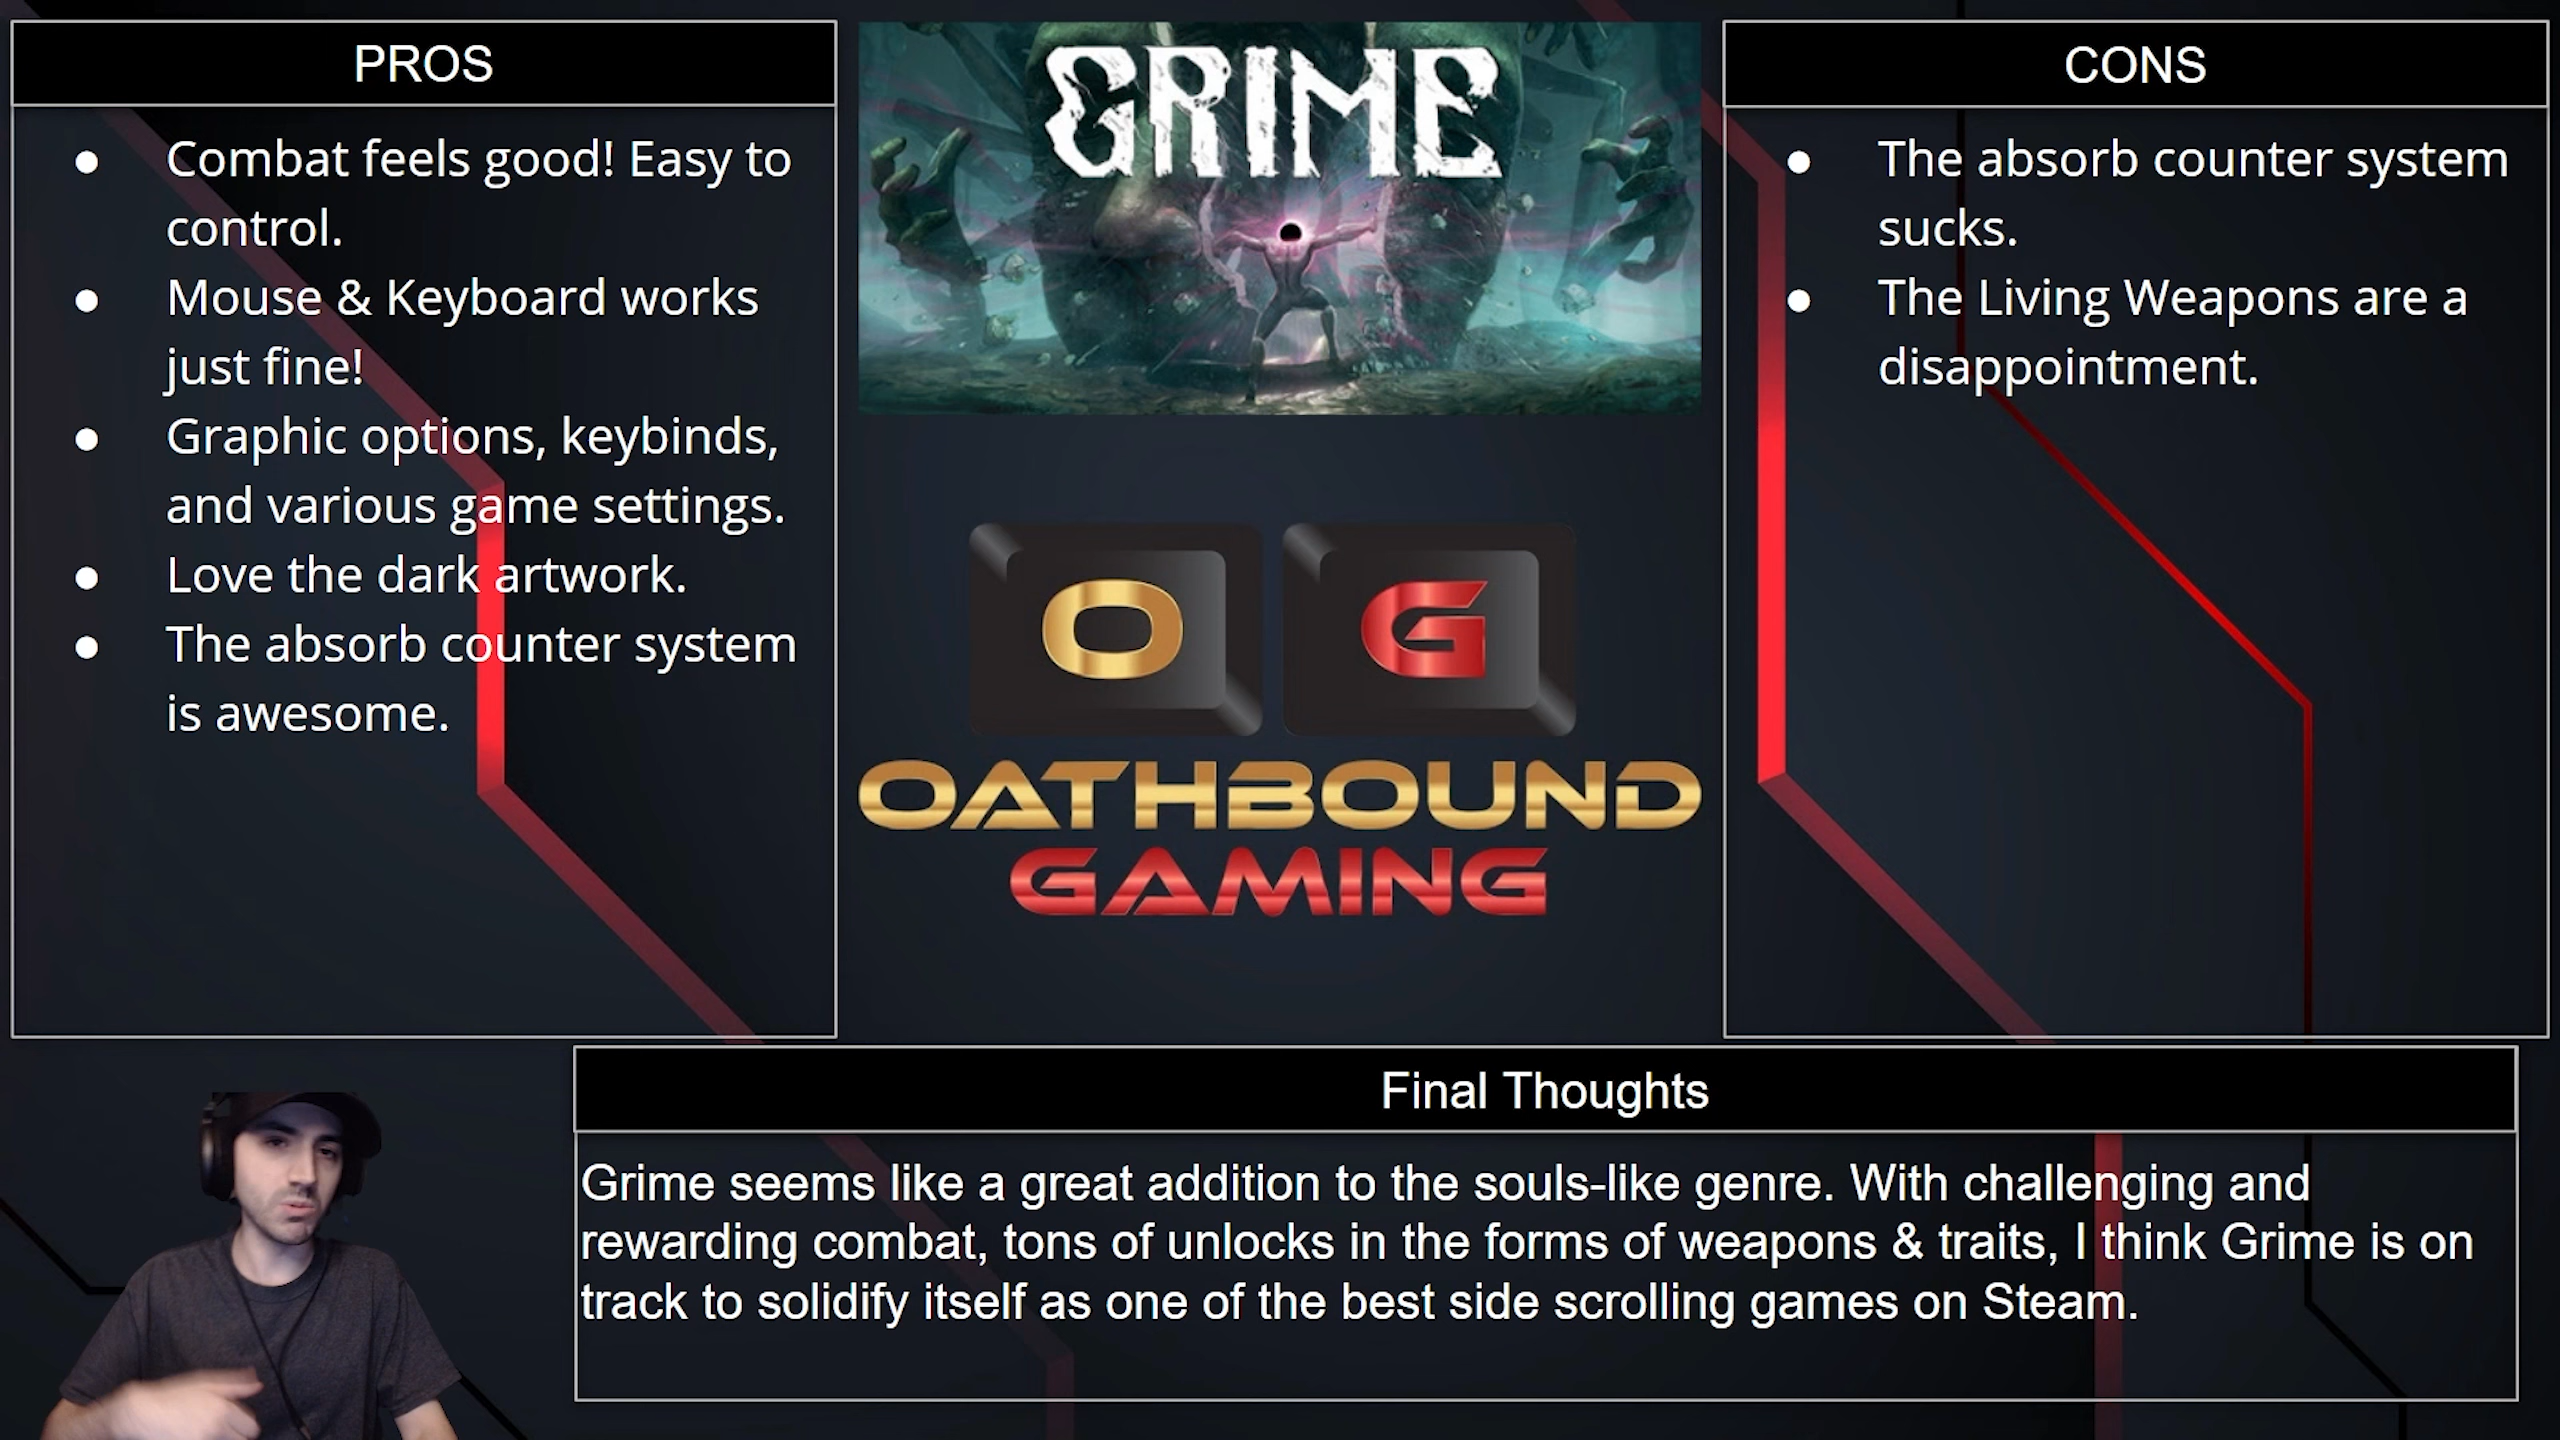 PROS
● Combat feels good! Easy to
control.
● Mouse & Keyboard works
just fine!
● Graphic options, keybinds,
and various game settings.
● Love the dark artwork.
● The absorb counter system
is awesome.
GRIME
O G
OATHBOUND
GAMING
CONS
● The absorb counter system
sucks.
● The Living Weapons are a
disappointment.
Final Thoughts
Grime seems like a great addition to the souls-like genre. With challenging and
rewarding combat, tons of unlocks in the forms of weapons & traits, I think Grime is on
track to solidify itself as one of the best side scrolling games on Steam.